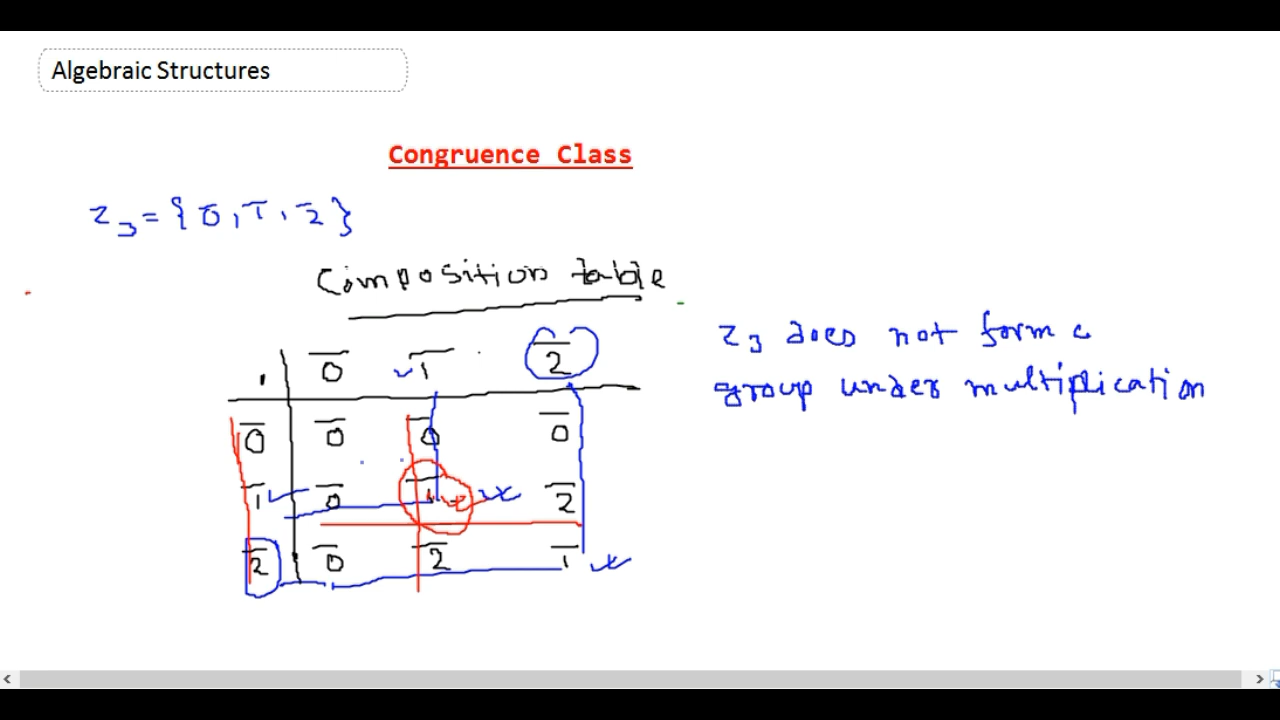 Algebraic Structures
Congruence Class
Z₃ = {0̅, 1̅, 2̅}
Composition table
. 0̅ 1̅ 2̅
0̅ 0̅ 0̅ 0̅
1̅ 0̅ 1̅ 2̅
2̅ 0̅ 2̅ 1̅
Z₃ does not form a
group under multiplication